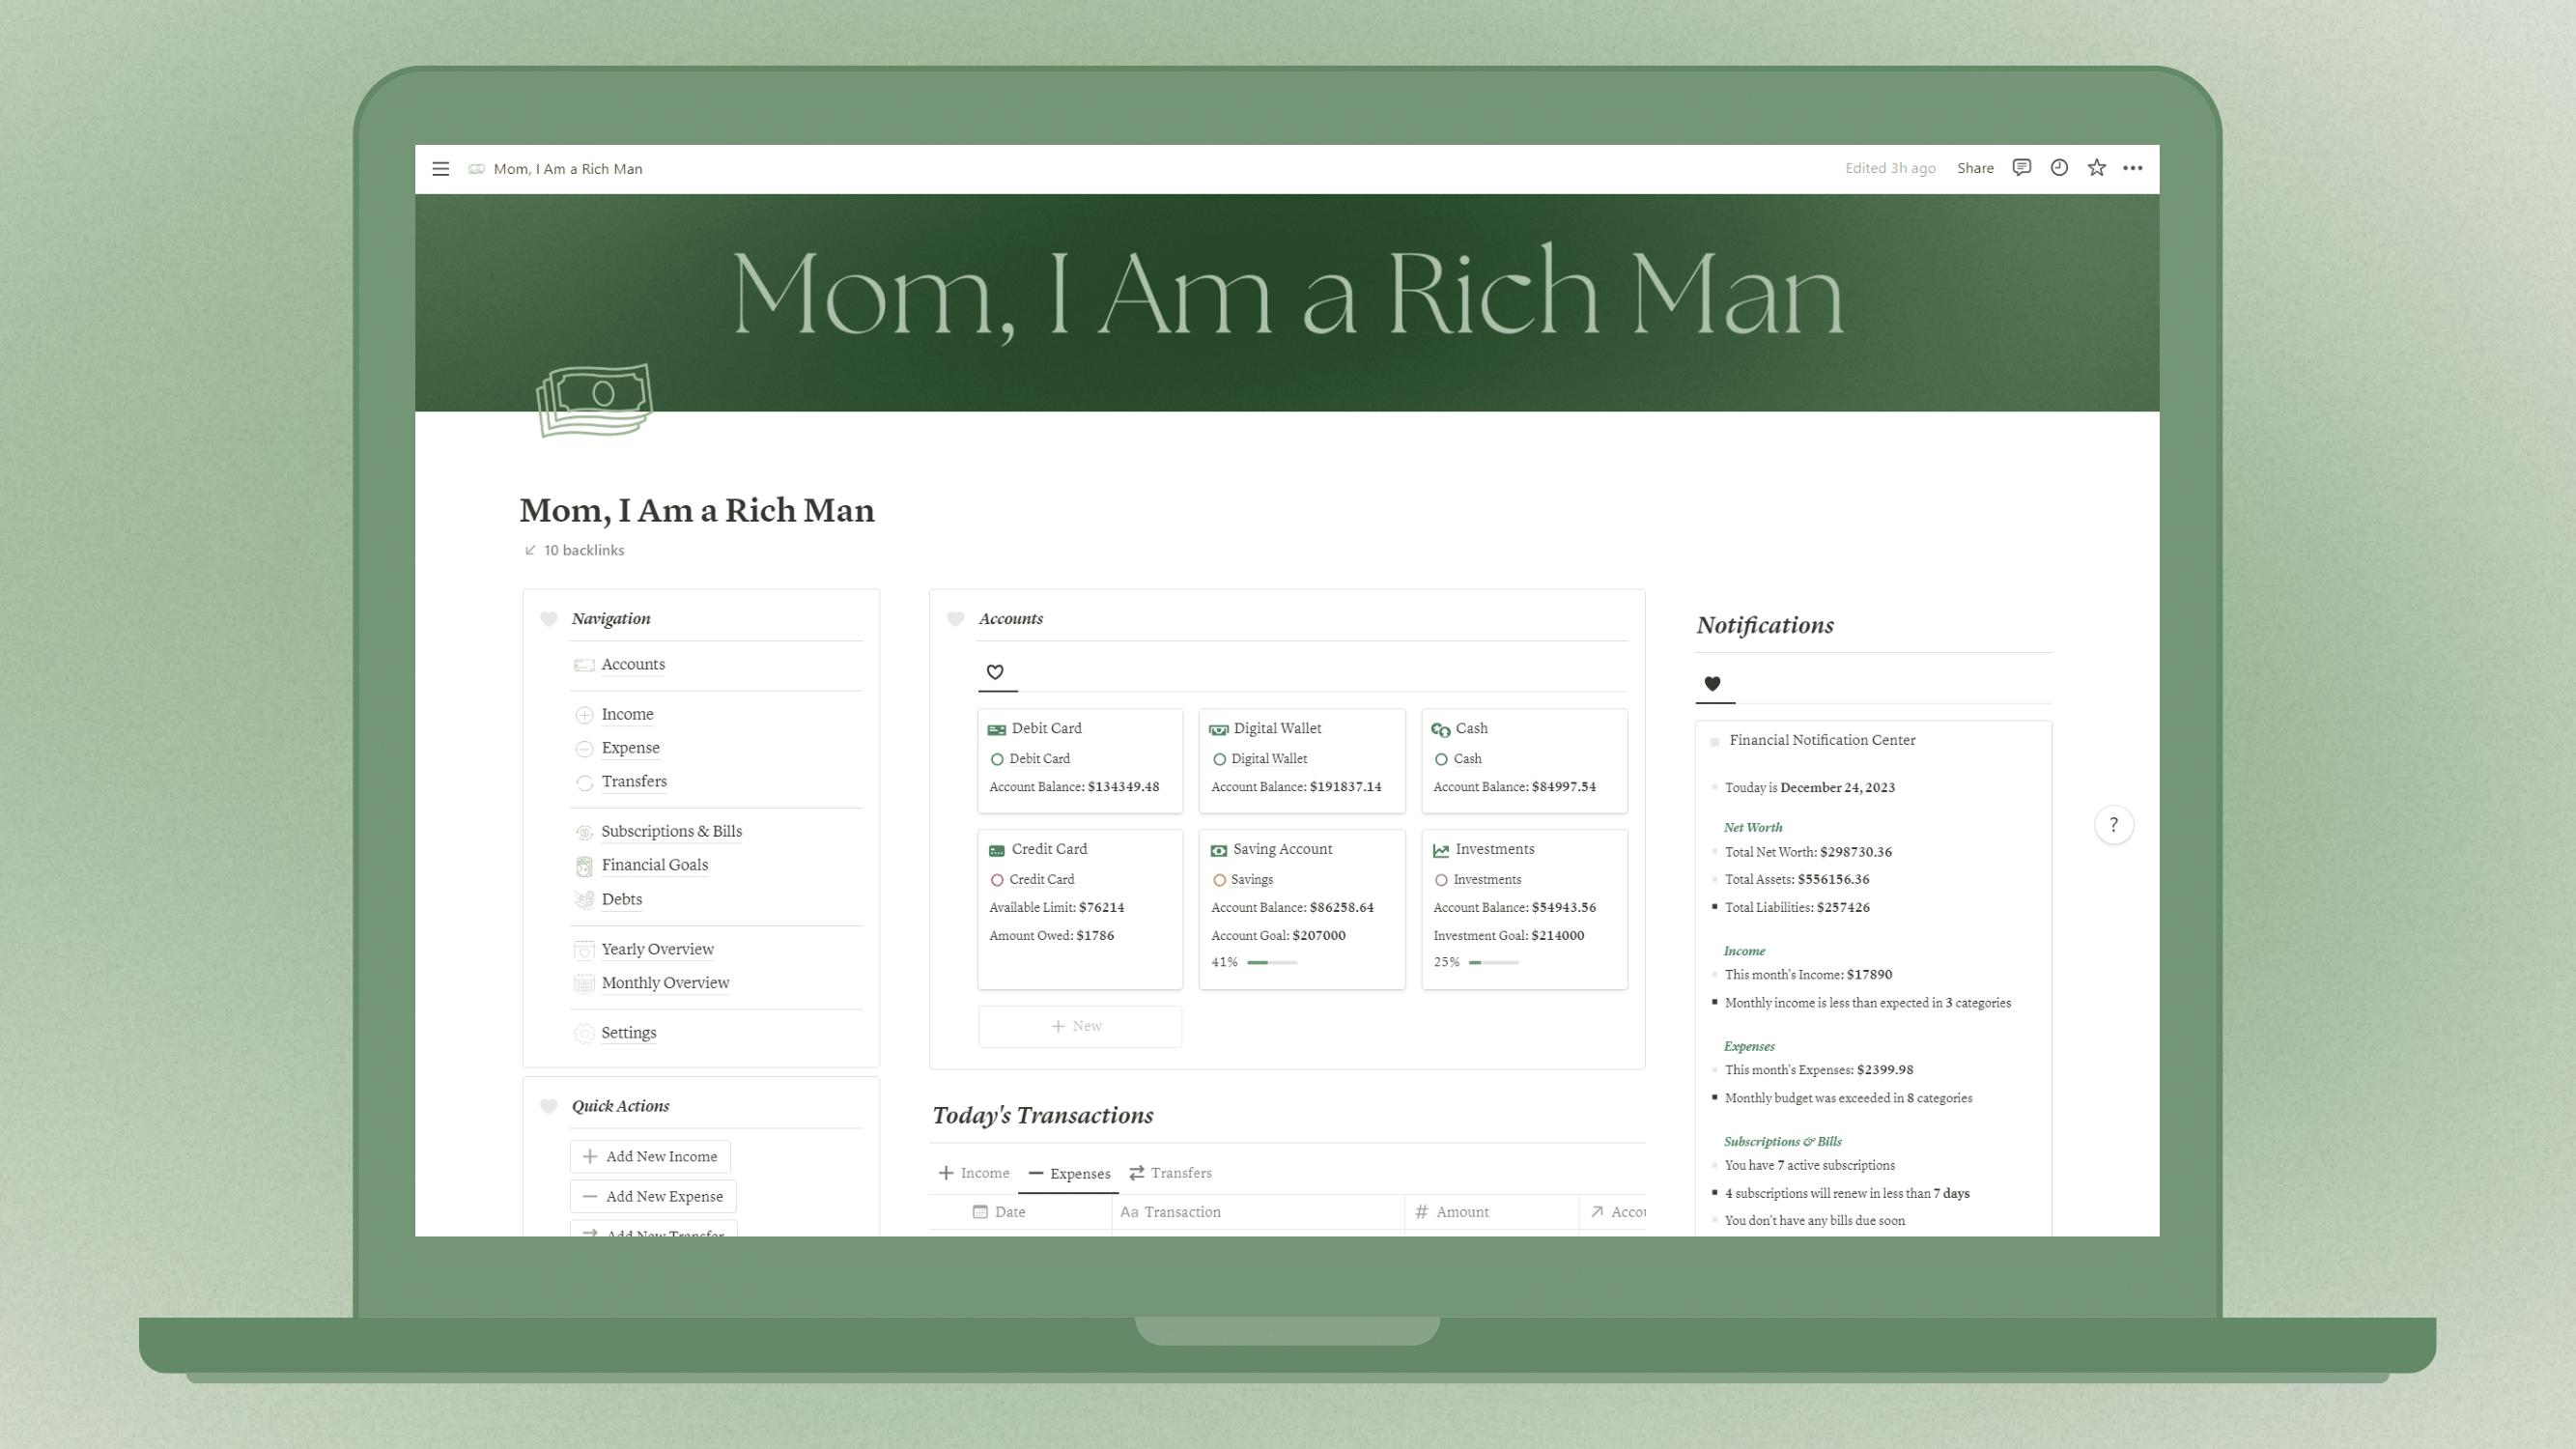 Mom, I Am a Rich Man
Edited 3h ago
Share
Mom, I Am a Rich Man
Mom, I Am a Rich Man
10 backlinks
Navigation
Accounts
Income
Expense
Transfers
Subscriptions & Bills
Financial Goals
Debts
Yearly Overview
Monthly Overview
Settings
Quick Actions
Add New Income
Add New Expense
Add New Transfer
Accounts
Debit Card
Debit Card
Account Balance: $134349.48
Digital Wallet
Digital Wallet
Account Balance: $191837.14
Cash
Cash
Account Balance: $84997.54
Credit Card
Credit Card
Available Limit: $76214
Amount Owed: $1786
Saving Account
Savings
Account Balance: $86258.64
Account Goal: $207000
41%
Investments
Investments
Account Balance: $54943.56
Investment Goal: $214000
25%
New
Today's Transactions
Income
Expenses
Transfers
Date
Aa Transaction
# Amount
Accou
Notifications
Financial Notification Center
Touday is December 24, 2023
Net Worth
Total Net Worth: $298730.36
Total Assets: $556156.36
Total Liabilities: $257426
Income
This month's Income: $17890
Monthly income is less than expected in 3 categories
Expenses
This month's Expenses: $2399.98
Monthly budget was exceeded in 8 categories
Subscriptions & Bills
You have 7 active subscriptions
4 subscriptions will renew in less than 7 days
You don't have any bills due soon
?